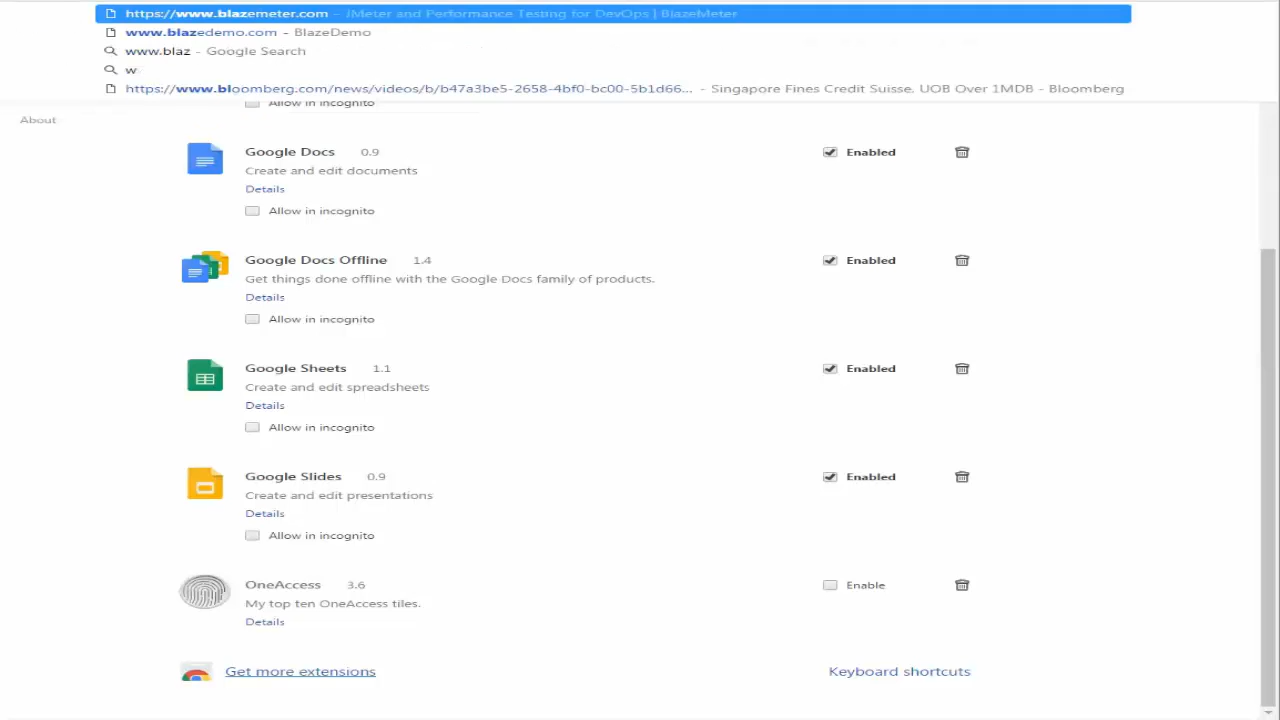 https://www.blazemeter.com - JMeter and Performance Testing for DevOps | BlazeMeter
www.blazedemo.com - BlazeDemo
www.blaz - Google Search
w
https://www.bloomberg.com/news/videos/b/b47a3be5-2658-4bf0-bc00-5b1d66... - Singapore Fines Credit Suisse, UOB Over 1MDB - Bloomberg
Allow in incognito
About
Google Docs 0.9 Enabled
Create and edit documents
Details
Allow in incognito
Google Docs Offline 1.4 Enabled
Get things done offline with the Google Docs family of products.
Details
Allow in incognito
Google Sheets 1.1 Enabled
Create and edit spreadsheets
Details
Allow in incognito
Google Slides 0.9 Enabled
Create and edit presentations
Details
Allow in incognito
OneAccess 3.6 Enable
My top ten OneAccess tiles.
Details
Get more extensions Keyboard shortcuts